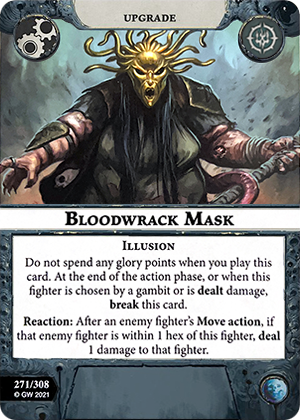 UPGRADE
BLOODWRACK MASK
ILLUSION
Do not spend any glory points when you play this
card. At the end of the action phase, or when this
fighter is chosen by a gambit or is dealt damage,
break this card.
Reaction: After an enemy fighter's Move action, if
that enemy fighter is within 1 hex of this fighter, deal
1 damage to that fighter.
271/308
© GW 2021